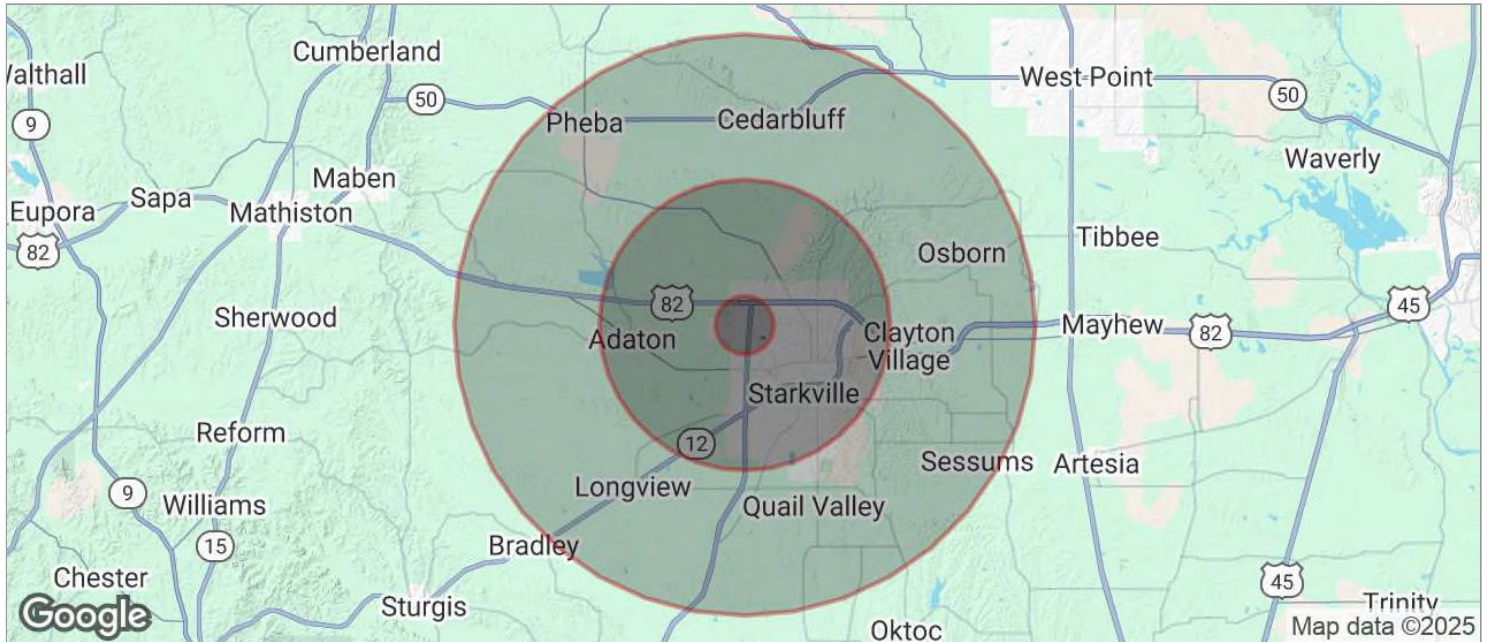 Cumberland
Walthall
50
West Point
50
9
Pheba
Cedarbluff
Waverly
Maben
Sapa
Eupora
Mathiston
82
Tibbee
Osborn
82
45
Sherwood
Adaton
Clayton
Village
Mayhew
82
Starkville
Reform
12
Sessums
Artesia
Longview
9
Williams
Quail Valley
15
Bradley
Chester
45
Sturgis
Trinity
Google
Oktoc
Map data ©2025